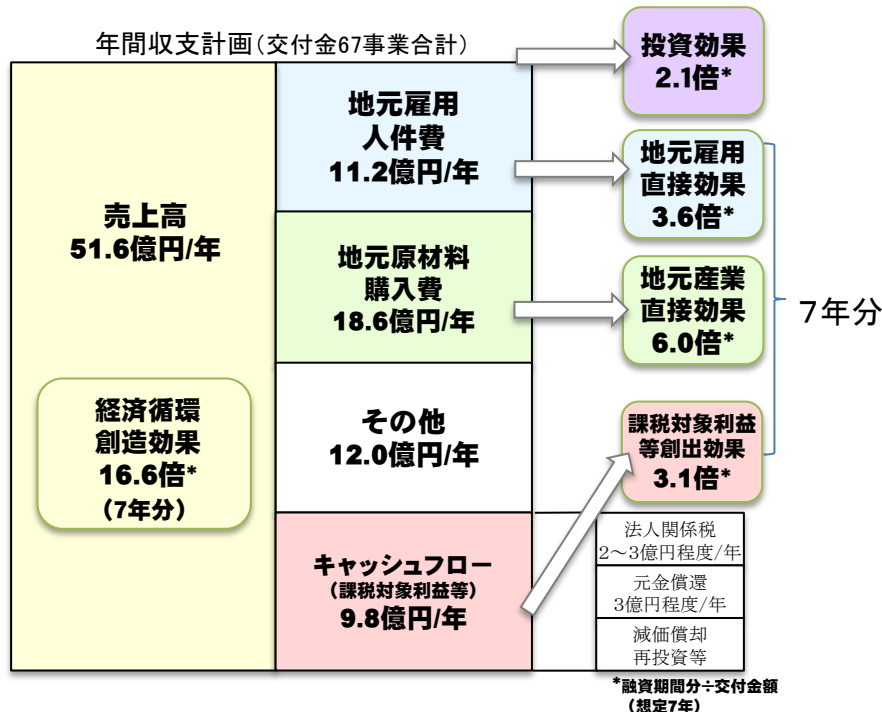 年間収支計画(交付金67事業合計)
売上高
51.6億円/年
経済循環
創造効果
16.6倍*
(7年分)
地元雇用
人件費
11.2億円/年
地元原材料
購入費
18.6億円/年
その他
12.0億円/年
キャッシュフロー
(課税対象利益等)
9.8億円/年
投資効果
2.1倍*
地元雇用
直接効果
3.6倍*
地元産業
直接効果
6.0倍*
課税対象利益
等創出効果
3.1倍*
7年分
法人関係税
2~3億円程度/年
元金償還
3億円程度/年
減価償却
再投資等
*融資期間分÷交付金額
(想定7年)